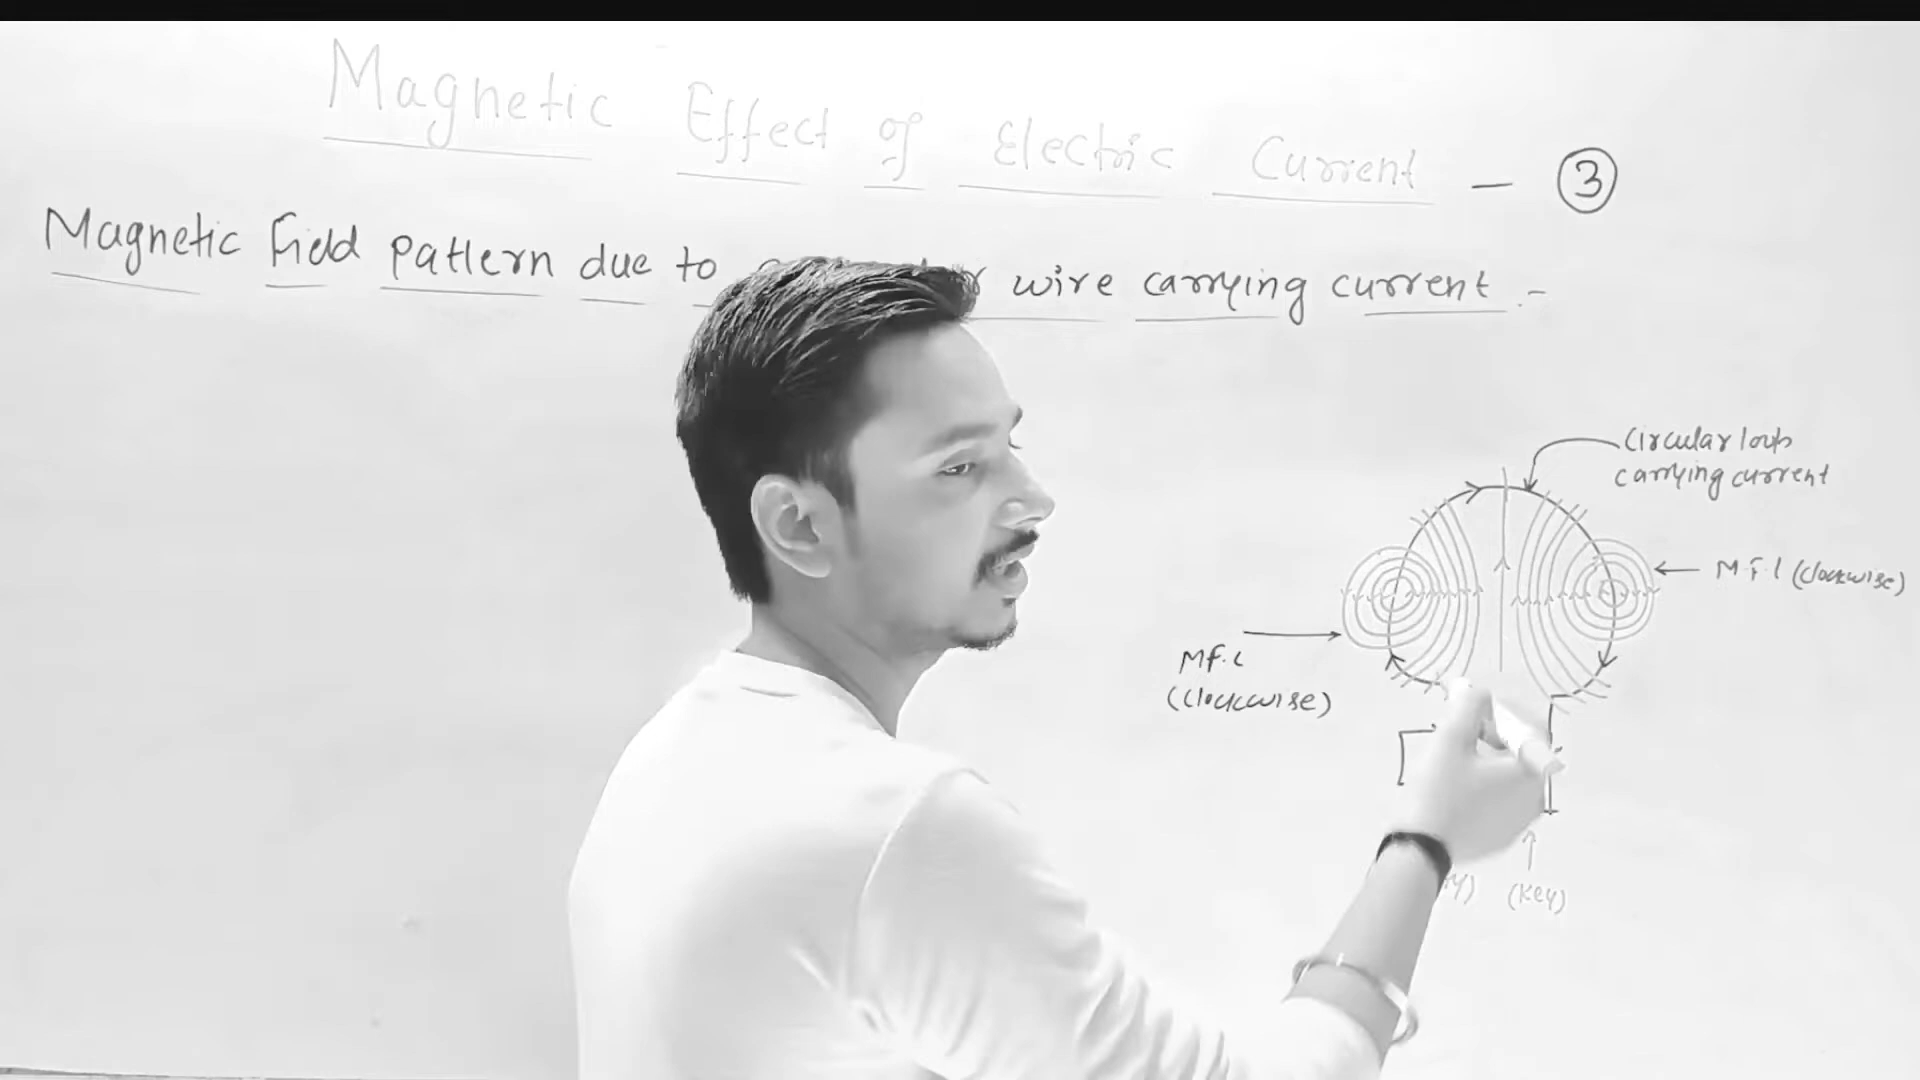 Magnetic Effect of Electric Current - 3
Magnetic field pattern due to wire carrying current :-
Circular loop
carrying current
M.F.L (clockwise)
M.F.L
(clockwise)
(Key)